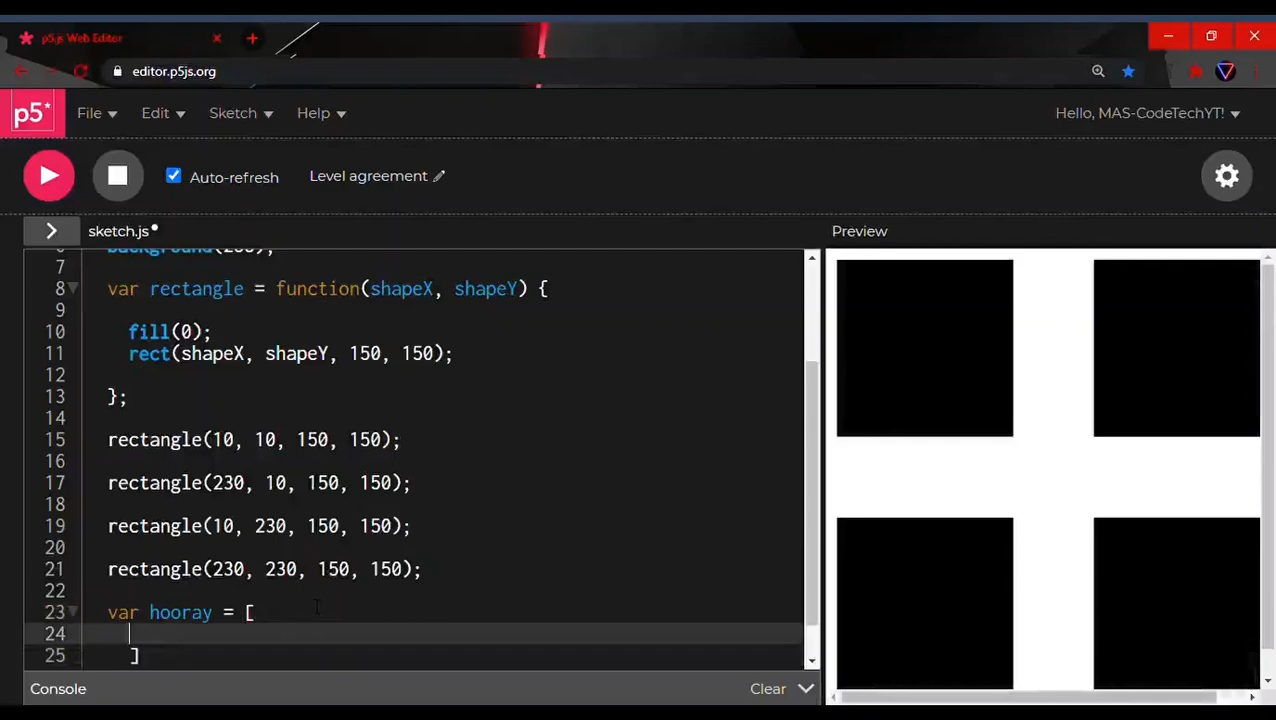 p5.js Web Editor
editor.p5js.org
p5* File Edit Sketch Help Hello, MAS-CodeTechYT!
Auto-refresh Level agreement
sketch.js Preview
6 background(255);
7
8 var rectangle = function(shapeX, shapeY) {
9
10 fill(0);
11 rect(shapeX, shapeY, 150, 150);
12
13 };
14
15 rectangle(10, 10, 150, 150);
16
17 rectangle(230, 10, 150, 150);
18
19 rectangle(10, 230, 150, 150);
20
21 rectangle(230, 230, 150, 150);
22
23 var hooray = [
24
25 ]
Console Clear